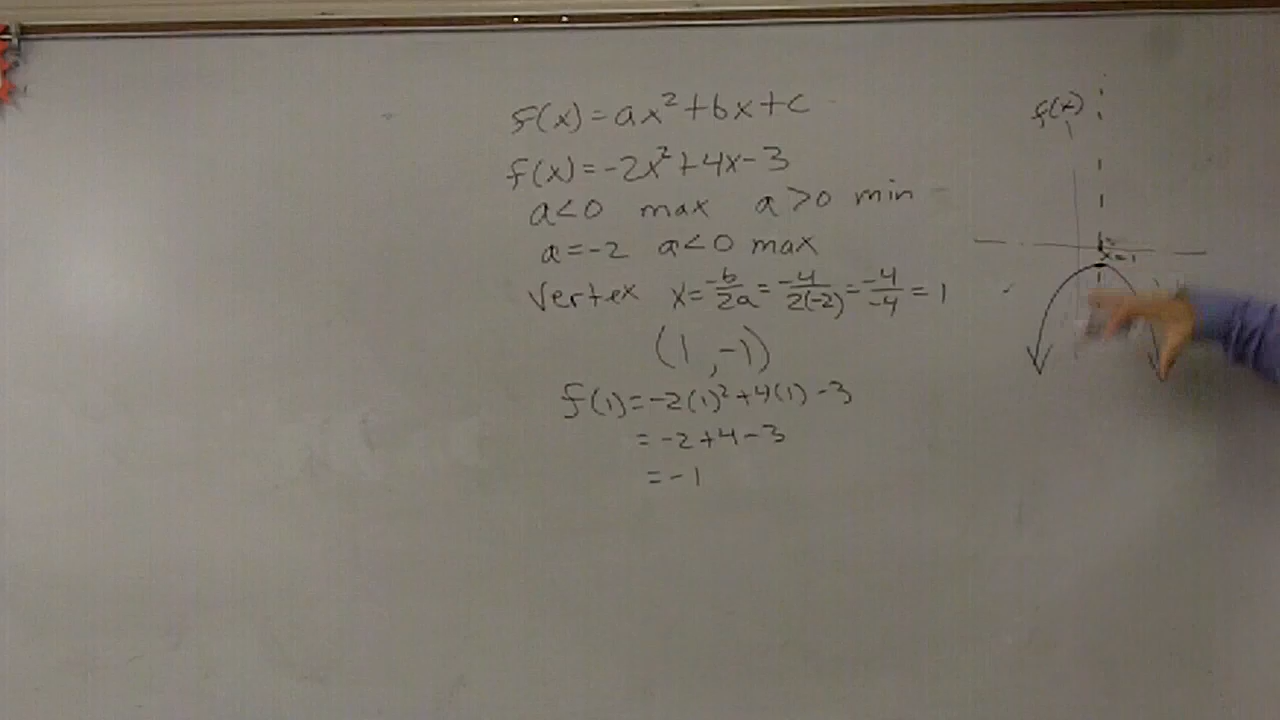 f(x)=ax²+bx+c
f(x)=-2x²+4x-3
a<0 max a>0 min
a=-2 a<0 max
Vertex x=-b/2a=-4/2(-2)=-4/-4=1
(1,-1)
f(1)=-2(1)²+4(1)-3
=-2+4-3
=-1
f(x)
x=1